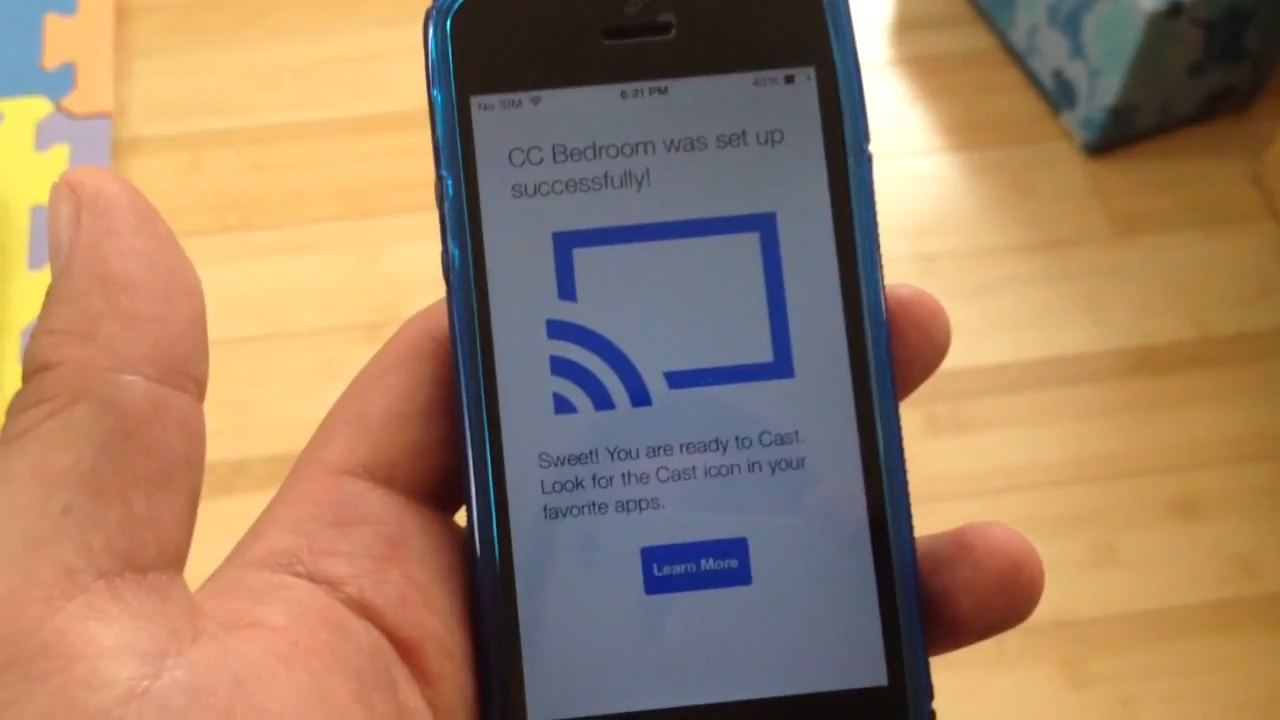 No SIM 6:21 PM 45%
CC Bedroom was set up
successfully!
Sweet! You are ready to Cast.
Look for the Cast icon in your
favorite apps.
Learn More